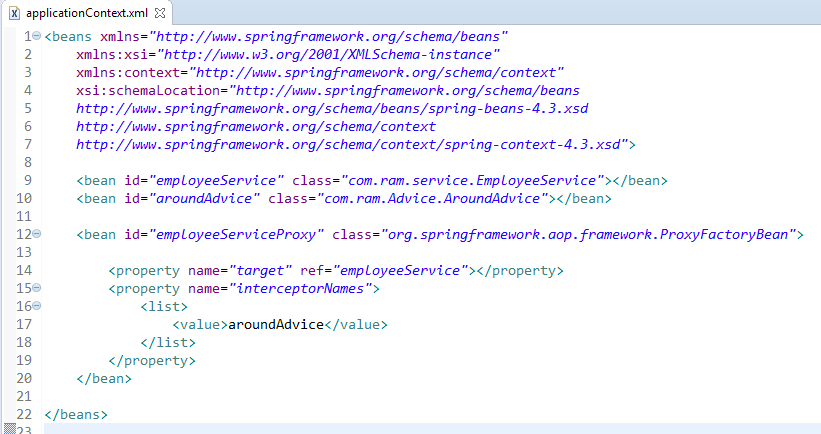 applicationContext.xml
1 <beans xmlns="http://www.springframework.org/schema/beans"
2     xmlns:xsi="http://www.w3.org/2001/XMLSchema-instance"
3     xmlns:context="http://www.springframework.org/schema/context"
4     xsi:schemaLocation="http://www.springframework.org/schema/beans
5     http://www.springframework.org/schema/beans/spring-beans-4.3.xsd
6     http://www.springframework.org/schema/context
7     http://www.springframework.org/schema/context/spring-context-4.3.xsd">
8
9     <bean id="employeeService" class="com.ram.service.EmployeeService"></bean>
10     <bean id="aroundAdvice" class="com.ram.Advice.AroundAdvice"></bean>
11
12     <bean id="employeeServiceProxy" class="org.springframework.aop.framework.ProxyFactoryBean">
13
14         <property name="target" ref="employeeService"></property>
15         <property name="interceptorNames">
16             <list>
17                 <value>aroundAdvice</value>
18             </list>
19         </property>
20     </bean>
21
22 </beans>
23